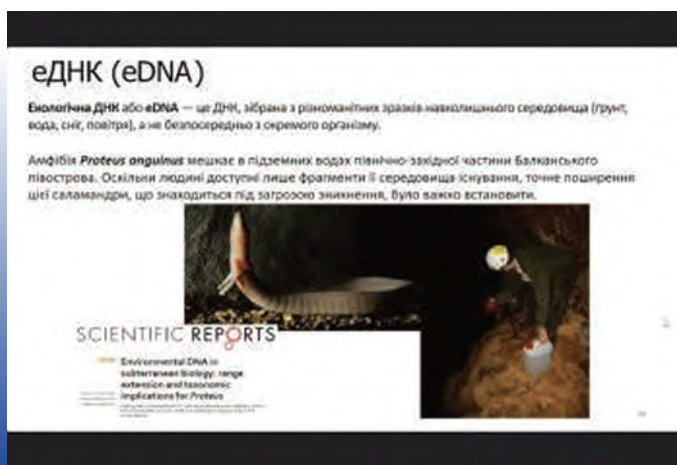 еДНК (eDNA)
Екологічна ДНК або eDNA — це ДНК, зібрана з різноманітних зразків навколишнього середовища (ґрунт,
вода, сніг, повітря), а не безпосередньо з окремого організму.
Амфібія Proteus anguinus мешкає в підземних водах північно-західної частини Балканського
півострова. Оскільки людині доступні лише фрагменти її середовища існування, точне поширення
цієї саламандри, що знаходиться під загрозою зникнення, було важко встановити.
SCIENTIFIC REPORTS
Environmental DNA in
subterranean biology: range
extension and taxonomic
implications for Proteus